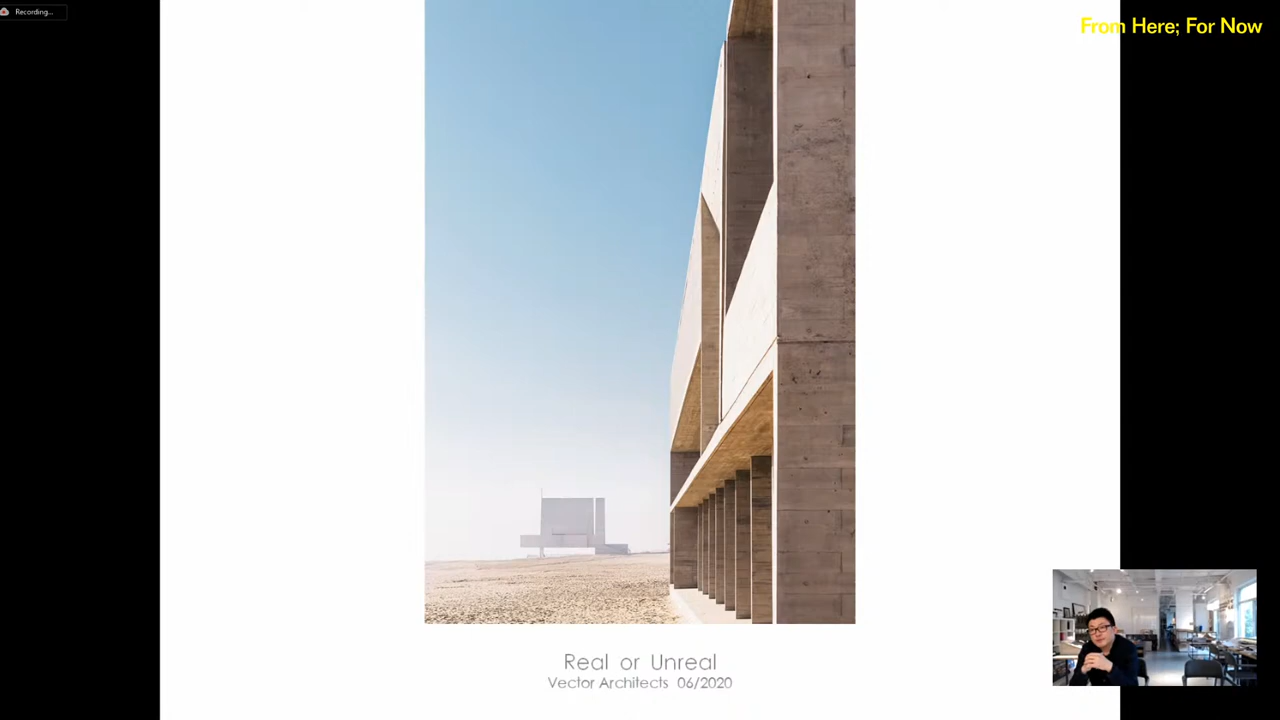 Recording...
From Here; For Now
Real or Unreal
Vector Architects 06/2020